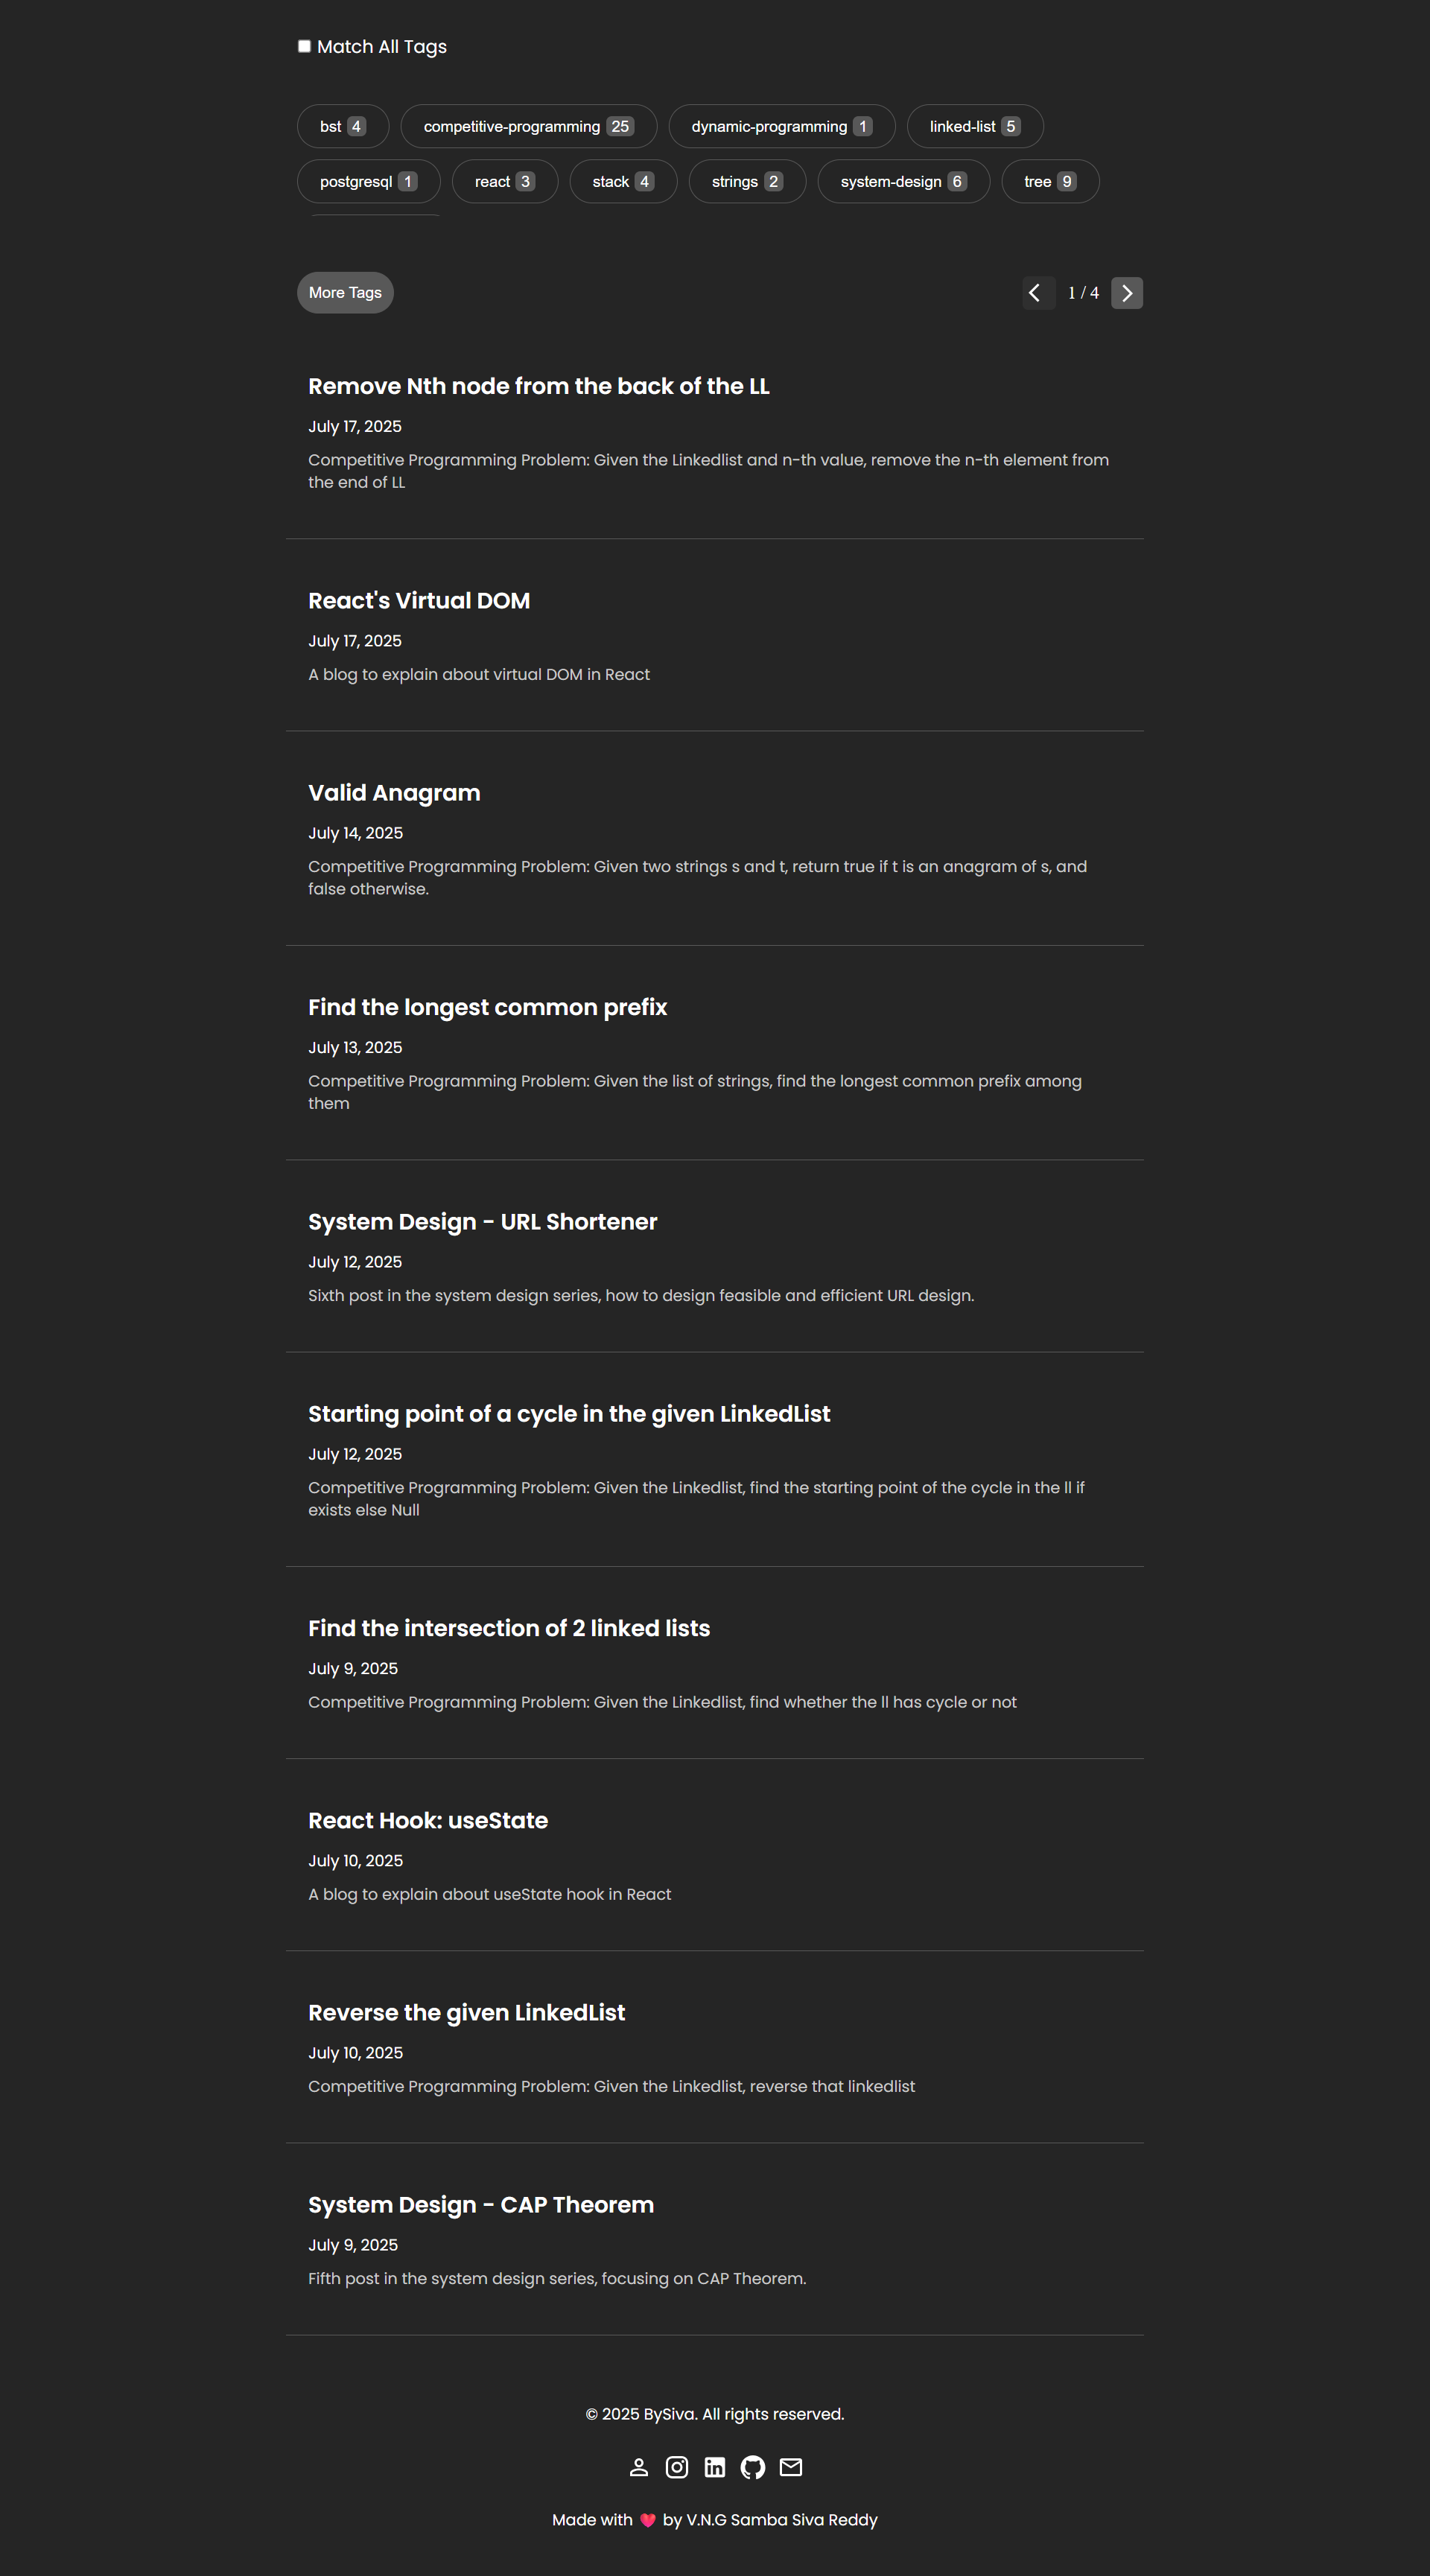 Match All Tags
bst 4 competitive-programming 25 dynamic-programming 1 linked-list 5
postgresql 1 react 3 stack 4 strings 2 system-design 6 tree 9
More Tags 1 / 4
Remove Nth node from the back of the LL
July 17, 2025
Competitive Programming Problem: Given the Linkedlist and n-th value, remove the n-th element from
the end of LL
React's Virtual DOM
July 17, 2025
A blog to explain about virtual DOM in React
Valid Anagram
July 14, 2025
Competitive Programming Problem: Given two strings s and t, return true if t is an anagram of s, and
false otherwise.
Find the longest common prefix
July 13, 2025
Competitive Programming Problem: Given the list of strings, find the longest common prefix among
them
System Design - URL Shortener
July 12, 2025
Sixth post in the system design series, how to design feasible and efficient URL design.
Starting point of a cycle in the given LinkedList
July 12, 2025
Competitive Programming Problem: Given the Linkedlist, find the starting point of the cycle in the ll if
exists else Null
Find the intersection of 2 linked lists
July 9, 2025
Competitive Programming Problem: Given the Linkedlist, find whether the ll has cycle or not
React Hook: useState
July 10, 2025
A blog to explain about useState hook in React
Reverse the given LinkedList
July 10, 2025
Competitive Programming Problem: Given the Linkedlist, reverse that linkedlist
System Design - CAP Theorem
July 9, 2025
Fifth post in the system design series, focusing on CAP Theorem.
© 2025 BySiva. All rights reserved.
Made with ❤️ by V.N.G Samba Siva Reddy